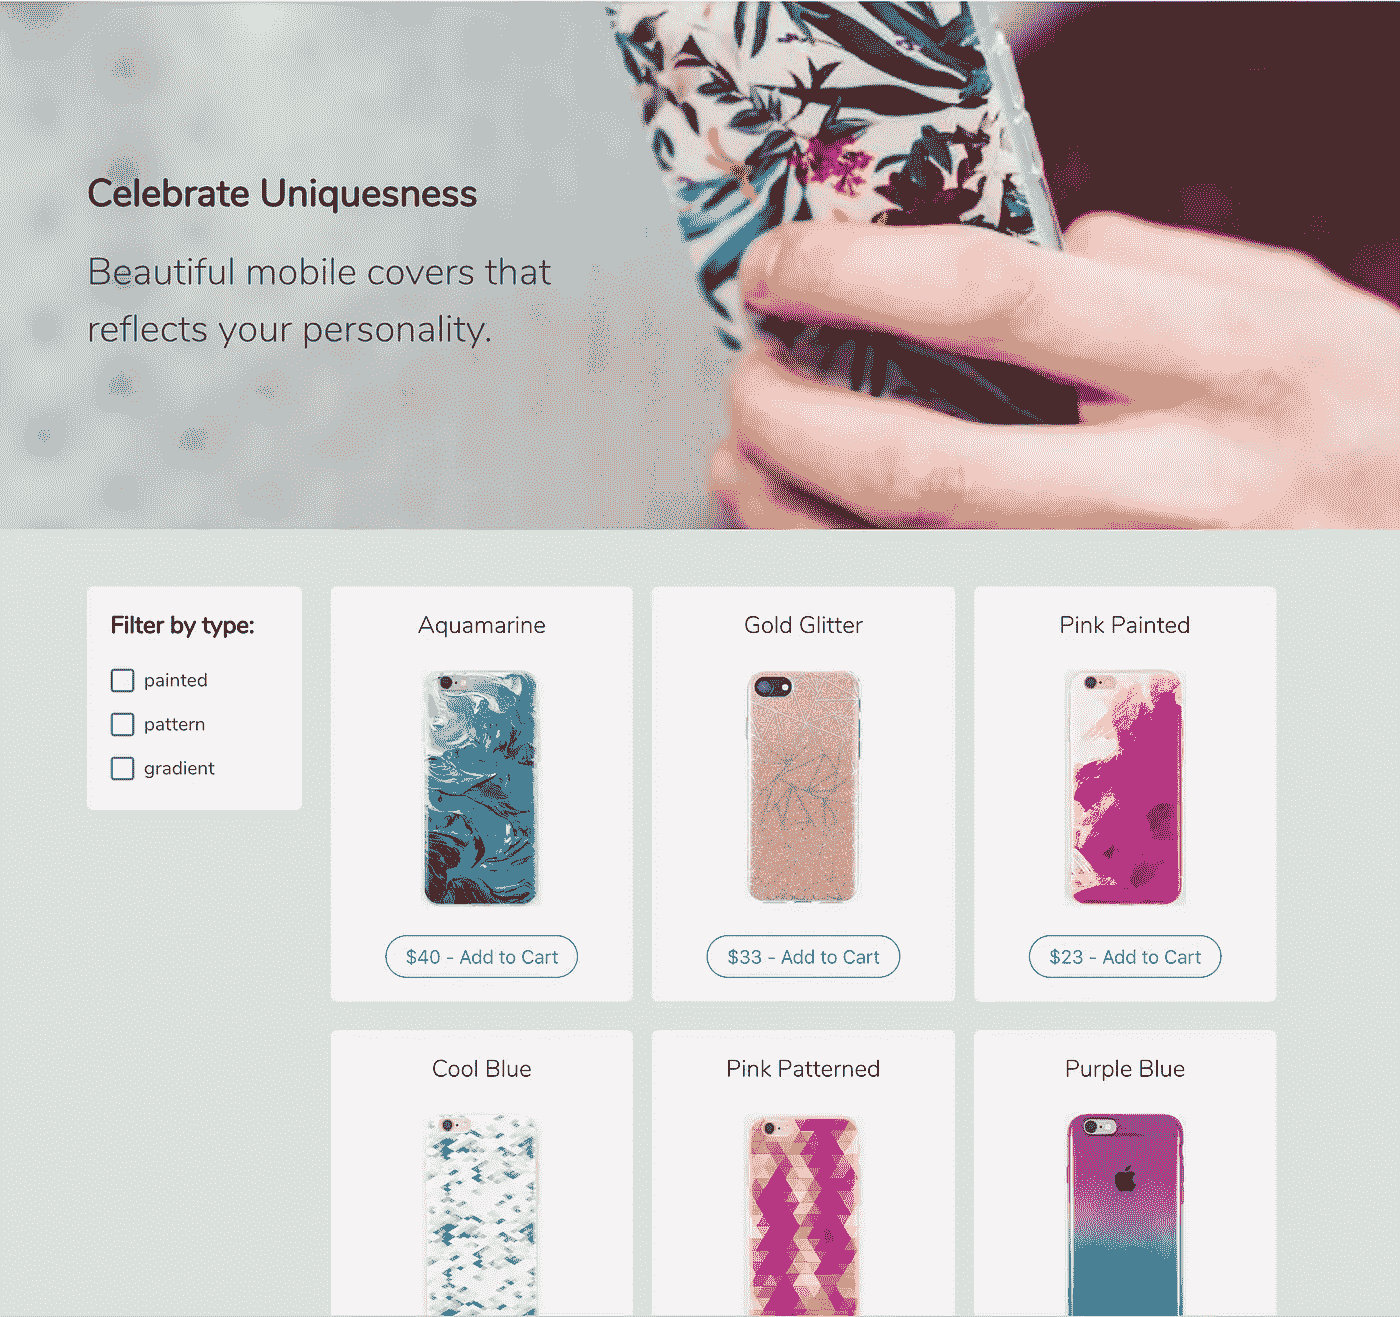 Celebrate Uniquesness
Beautiful mobile covers that
reflects your personality.
Filter by type:
painted
pattern
gradient
Aquamarine
$40 - Add to Cart
Gold Glitter
$33 - Add to Cart
Pink Painted
$23 - Add to Cart
Cool Blue
Pink Patterned
Purple Blue